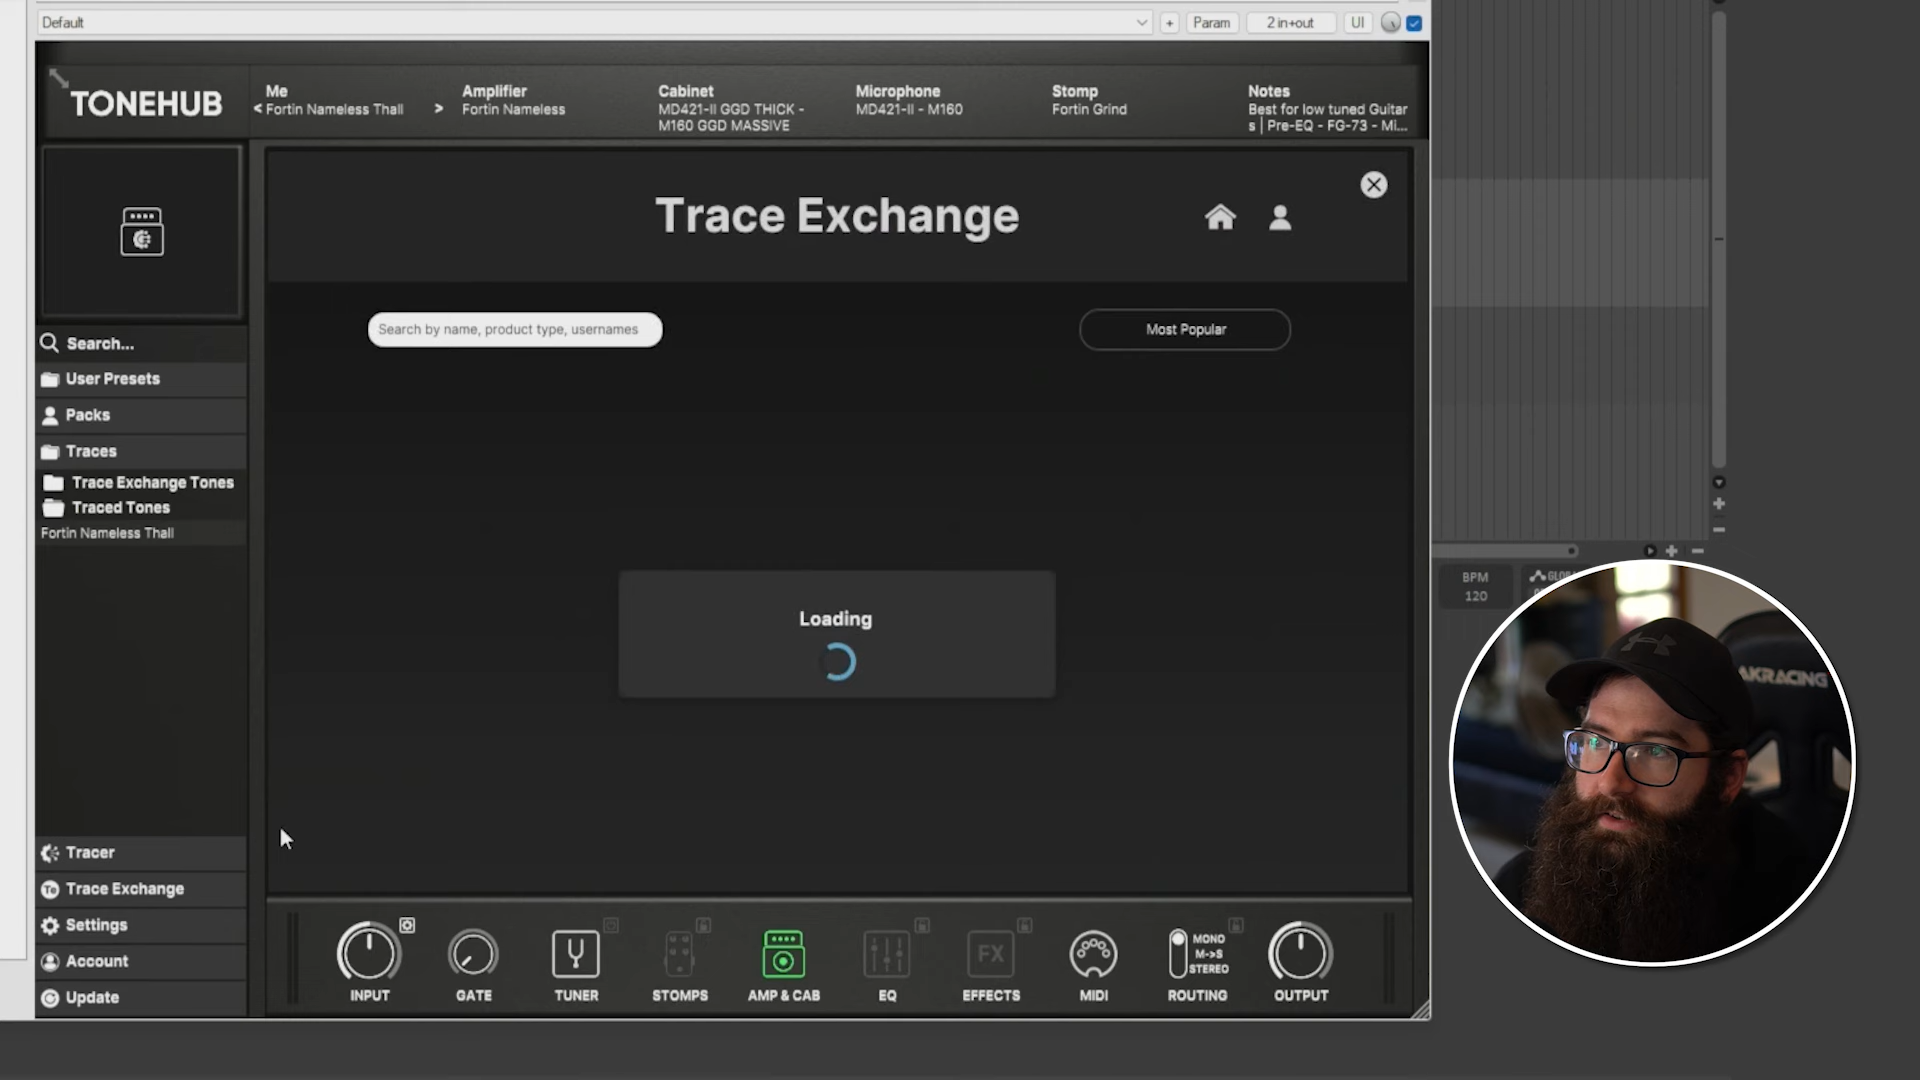 Default
+ Param 2 in+out UI
TONEHUB
Me
< Fortin Nameless Thall >
Amplifier
Fortin Nameless
Cabinet
MD421-II GGD THICK -
M160 GGD MASSIVE
Microphone
MD421-II - M160
Stomp
Fortin Grind
Notes
Best for low tuned Guitar
s | Pre-EQ - FG-73 - Mi...
Trace Exchange
Search by name, product type, usernames
Most Popular
Search...
User Presets
Packs
Traces
Trace Exchange Tones
Traced Tones
Fortin Nameless Thall
Loading
BPM
120
AKRACING
Tracer
Te Trace Exchange
Settings
Account
Update
INPUT
GATE
TUNER
STOMPS
AMP & CAB
EQ
FX
EFFECTS
MIDI
MONO
M->S
STEREO
ROUTING
OUTPUT